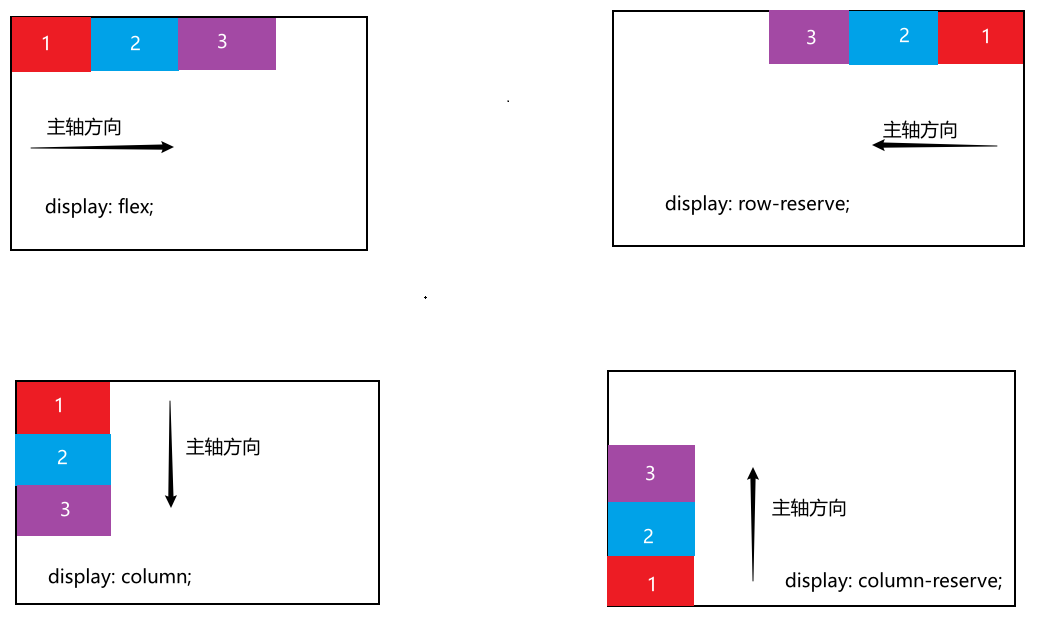 1 2 3
主轴方向
display: flex;
3 2 1
主轴方向
display: row-reserve;
1
2
3
主轴方向
display: column;
3
2
1
主轴方向
display: column-reserve;